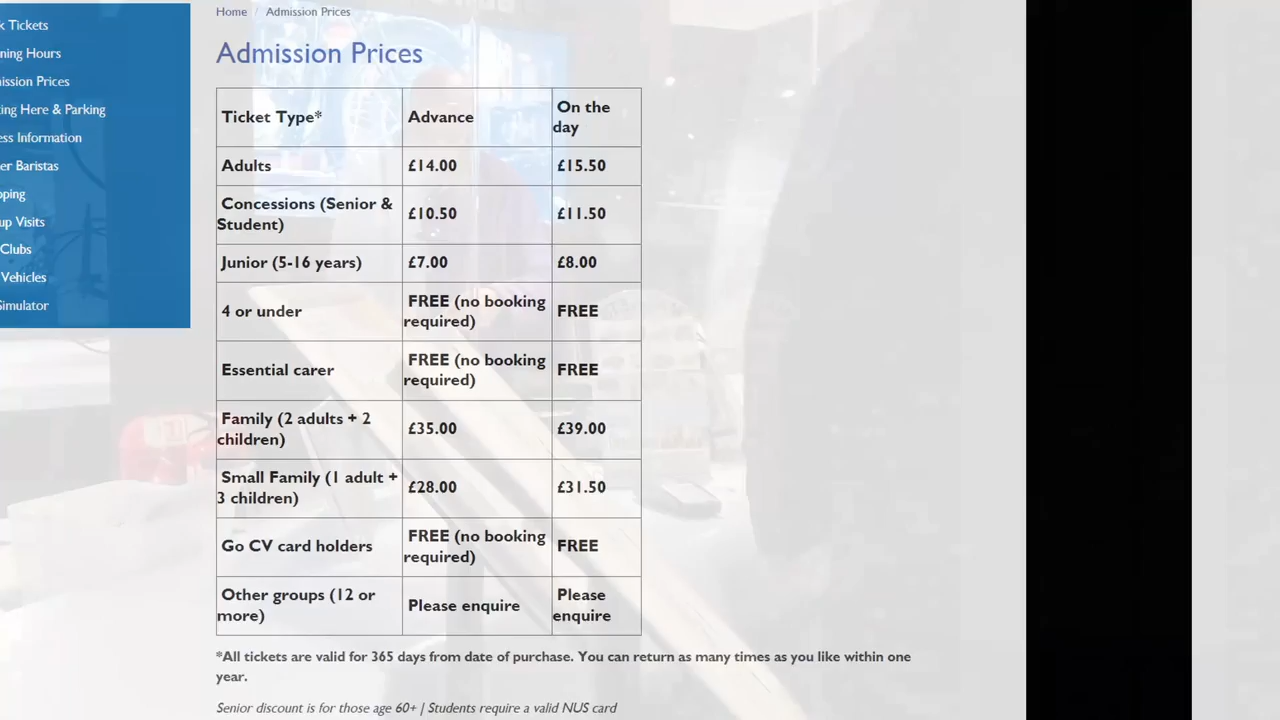 Home / Admission Prices
k Tickets
ning Hours
ission Prices
ing Here & Parking
ess Information
er Baristas
pping
up Visits
Clubs
Vehicles
Simulator
Admission Prices
Ticket Type* Advance On the
day
Adults £14.00 £15.50
Concessions (Senior &
Student) £10.50 £11.50
Junior (5-16 years) £7.00 £8.00
4 or under FREE (no booking
required) FREE
Essential carer FREE (no booking
required) FREE
Family (2 adults + 2
children) £35.00 £39.00
Small Family (1 adult +
3 children) £28.00 £31.50
Go CV card holders FREE (no booking
required) FREE
Other groups (12 or
more) Please enquire Please
enquire
*All tickets are valid for 365 days from date of purchase. You can return as many times as you like within one
year.
Senior discount is for those age 60+ | Students require a valid NUS card